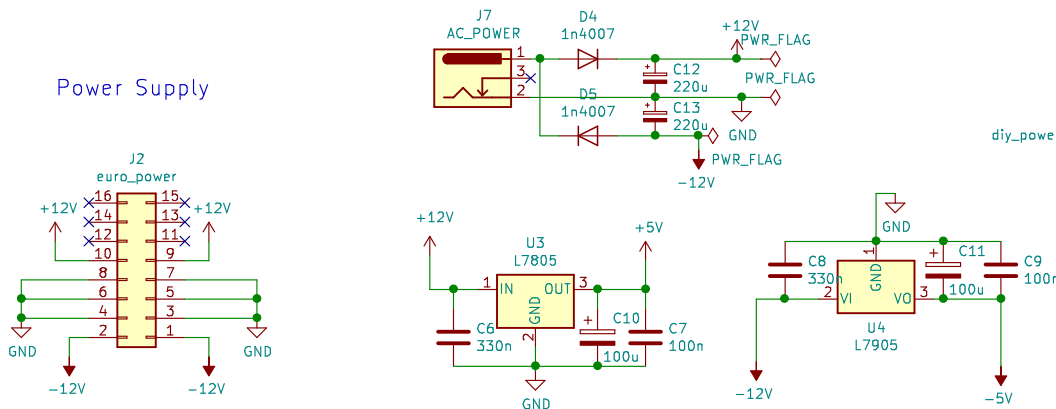 J7
AC_POWER
1
3
2
D4
1n4007
+12V
PWR_FLAG
C12
220u
PWR_FLAG
D5
1n4007
C13
220u
GND
PWR_FLAG
-12V
Power Supply
diy_powe
J2
euro_power
16 15
14 13
12 11
10 9
8 7
6 5
4 3
2 1
+12V
+12V
GND
GND
-12V
-12V
+12V
U3
L7805
+5V
1 IN OUT 3
GND
2
C6
330n
C10
100u
C7
100n
GND
GND
1
GND
C8
330n
2 VI VO 3
U4
L7905
C11
100u
C9
100n
-12V
-5V